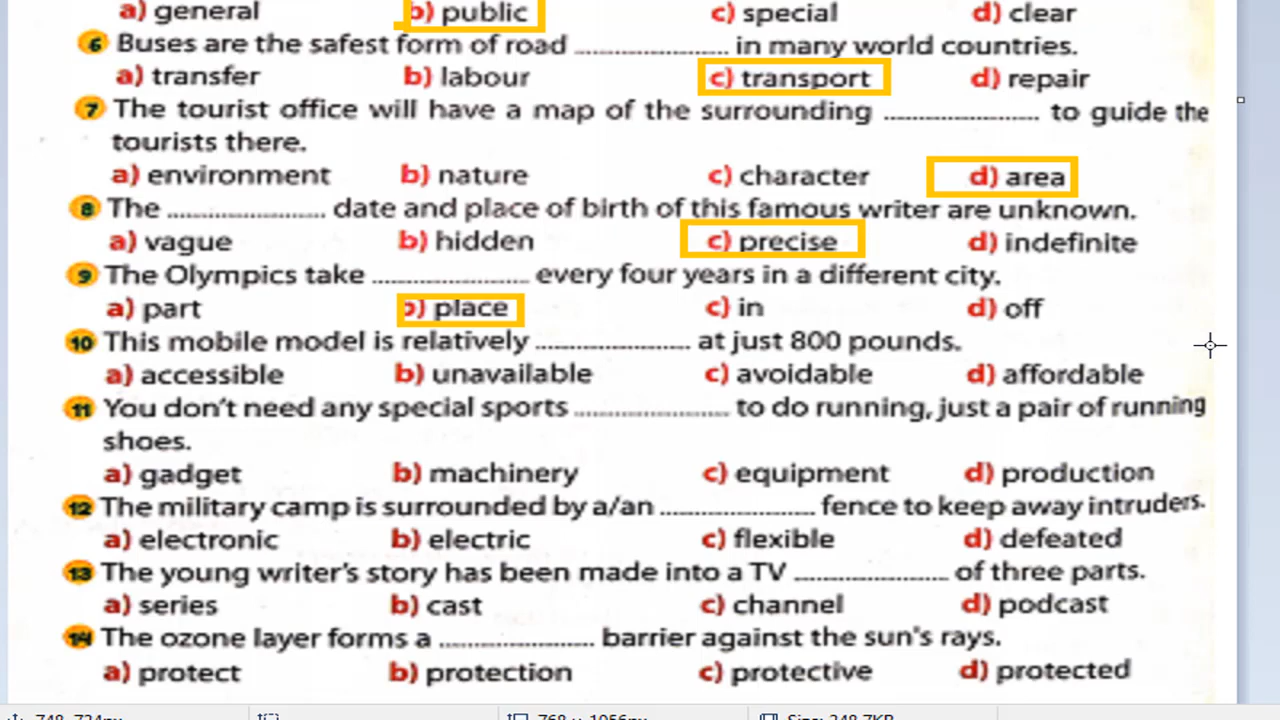 a) general b) public c) special d) clear
6 Buses are the safest form of road .................... in many world countries.
a) transfer b) labour c) transport d) repair
7 The tourist office will have a map of the surrounding .................... to guide the
tourists there.
a) environment b) nature c) character d) area
8 The .................... date and place of birth of this famous writer are unknown.
a) vague b) hidden c) precise d) indefinite
9 The Olympics take .................... every four years in a different city.
a) part b) place c) in d) off
10 This mobile model is relatively .................... at just 800 pounds.
a) accessible b) unavailable c) avoidable d) affordable
11 You don't need any special sports .................... to do running, just a pair of running
shoes.
a) gadget b) machinery c) equipment d) production
12 The military camp is surrounded by a/an .................... fence to keep away intruders.
a) electronic b) electric c) flexible d) defeated
13 The young writer's story has been made into a TV .................... of three parts.
a) series b) cast c) channel d) podcast
14 The ozone layer forms a .................... barrier against the sun's rays.
a) protect b) protection c) protective d) protected